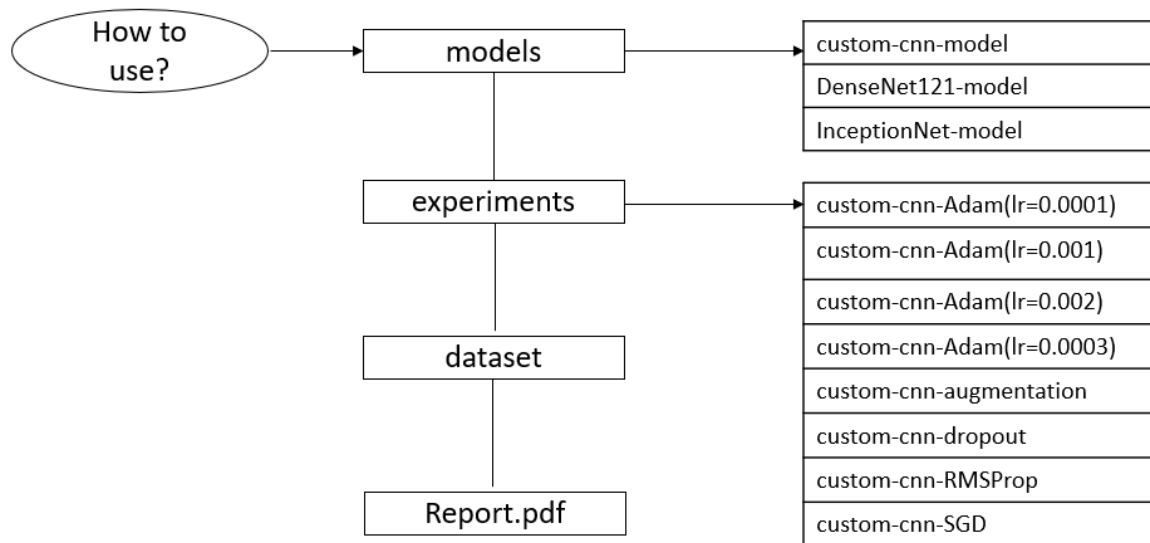 How to
use?
models
custom-cnn-model
DenseNet121-model
InceptionNet-model
experiments
custom-cnn-Adam(lr=0.0001)
custom-cnn-Adam(lr=0.001)
custom-cnn-Adam(lr=0.002)
custom-cnn-Adam(lr=0.0003)
custom-cnn-augmentation
custom-cnn-dropout
custom-cnn-RMSProp
custom-cnn-SGD
dataset
Report.pdf